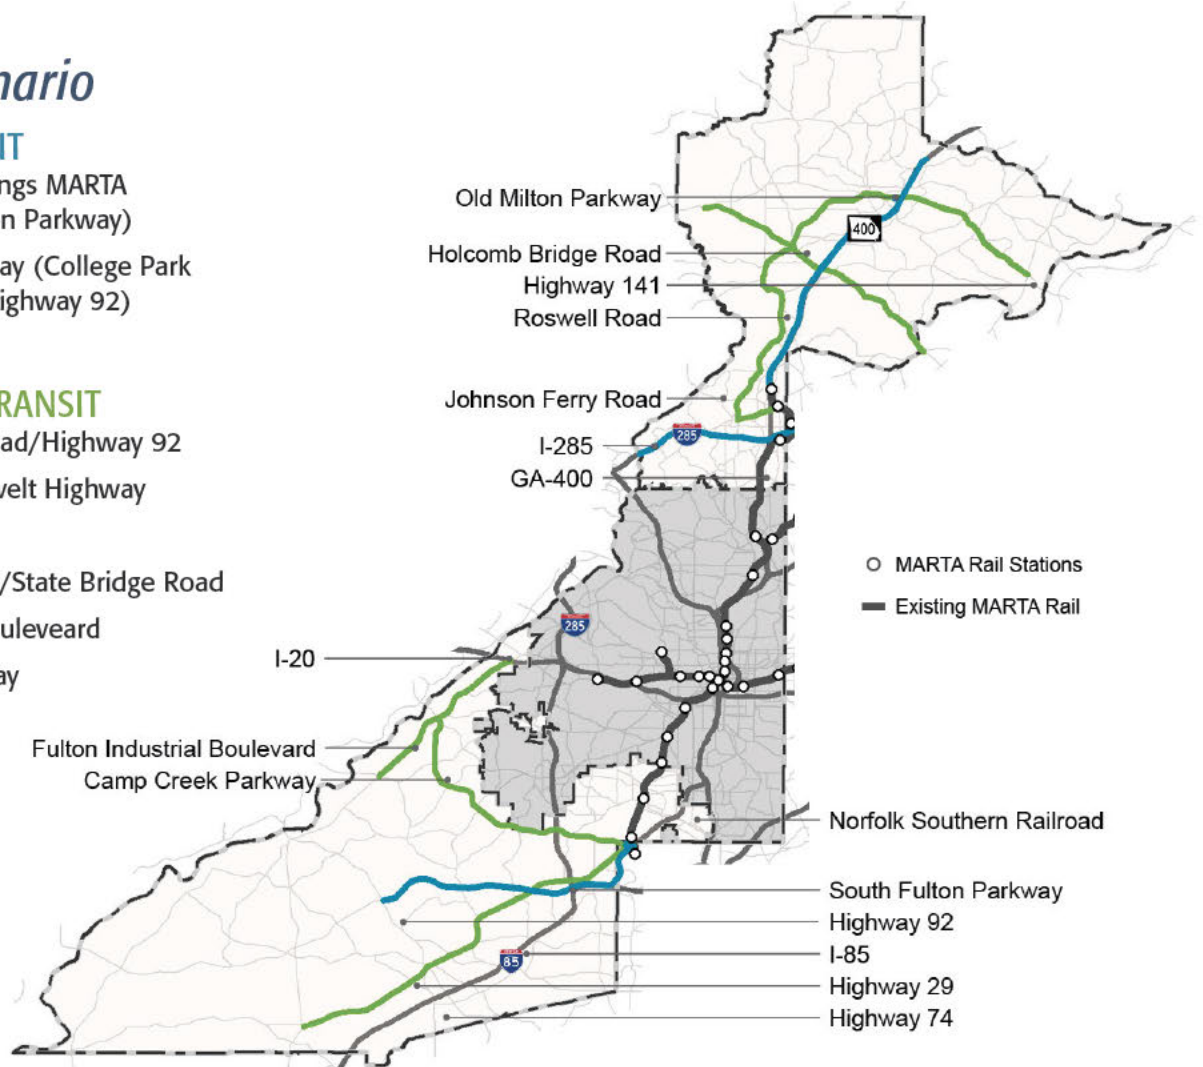 nario
NT
ngs MARTA
n Parkway)
ay (College Park
ighway 92)
RANSIT
ad/Highway 92
velt Highway
/State Bridge Road
uleveard
ay
Old Milton Parkway
400
Holcomb Bridge Road
Highway 141
Roswell Road
Johnson Ferry Road
285
I-285
GA-400
MARTA Rail Stations
Existing MARTA Rail
285
I-20
Fulton Industrial Boulevard
Camp Creek Parkway
Norfolk Southern Railroad
South Fulton Parkway
Highway 92
I-85
85
Highway 29
Highway 74